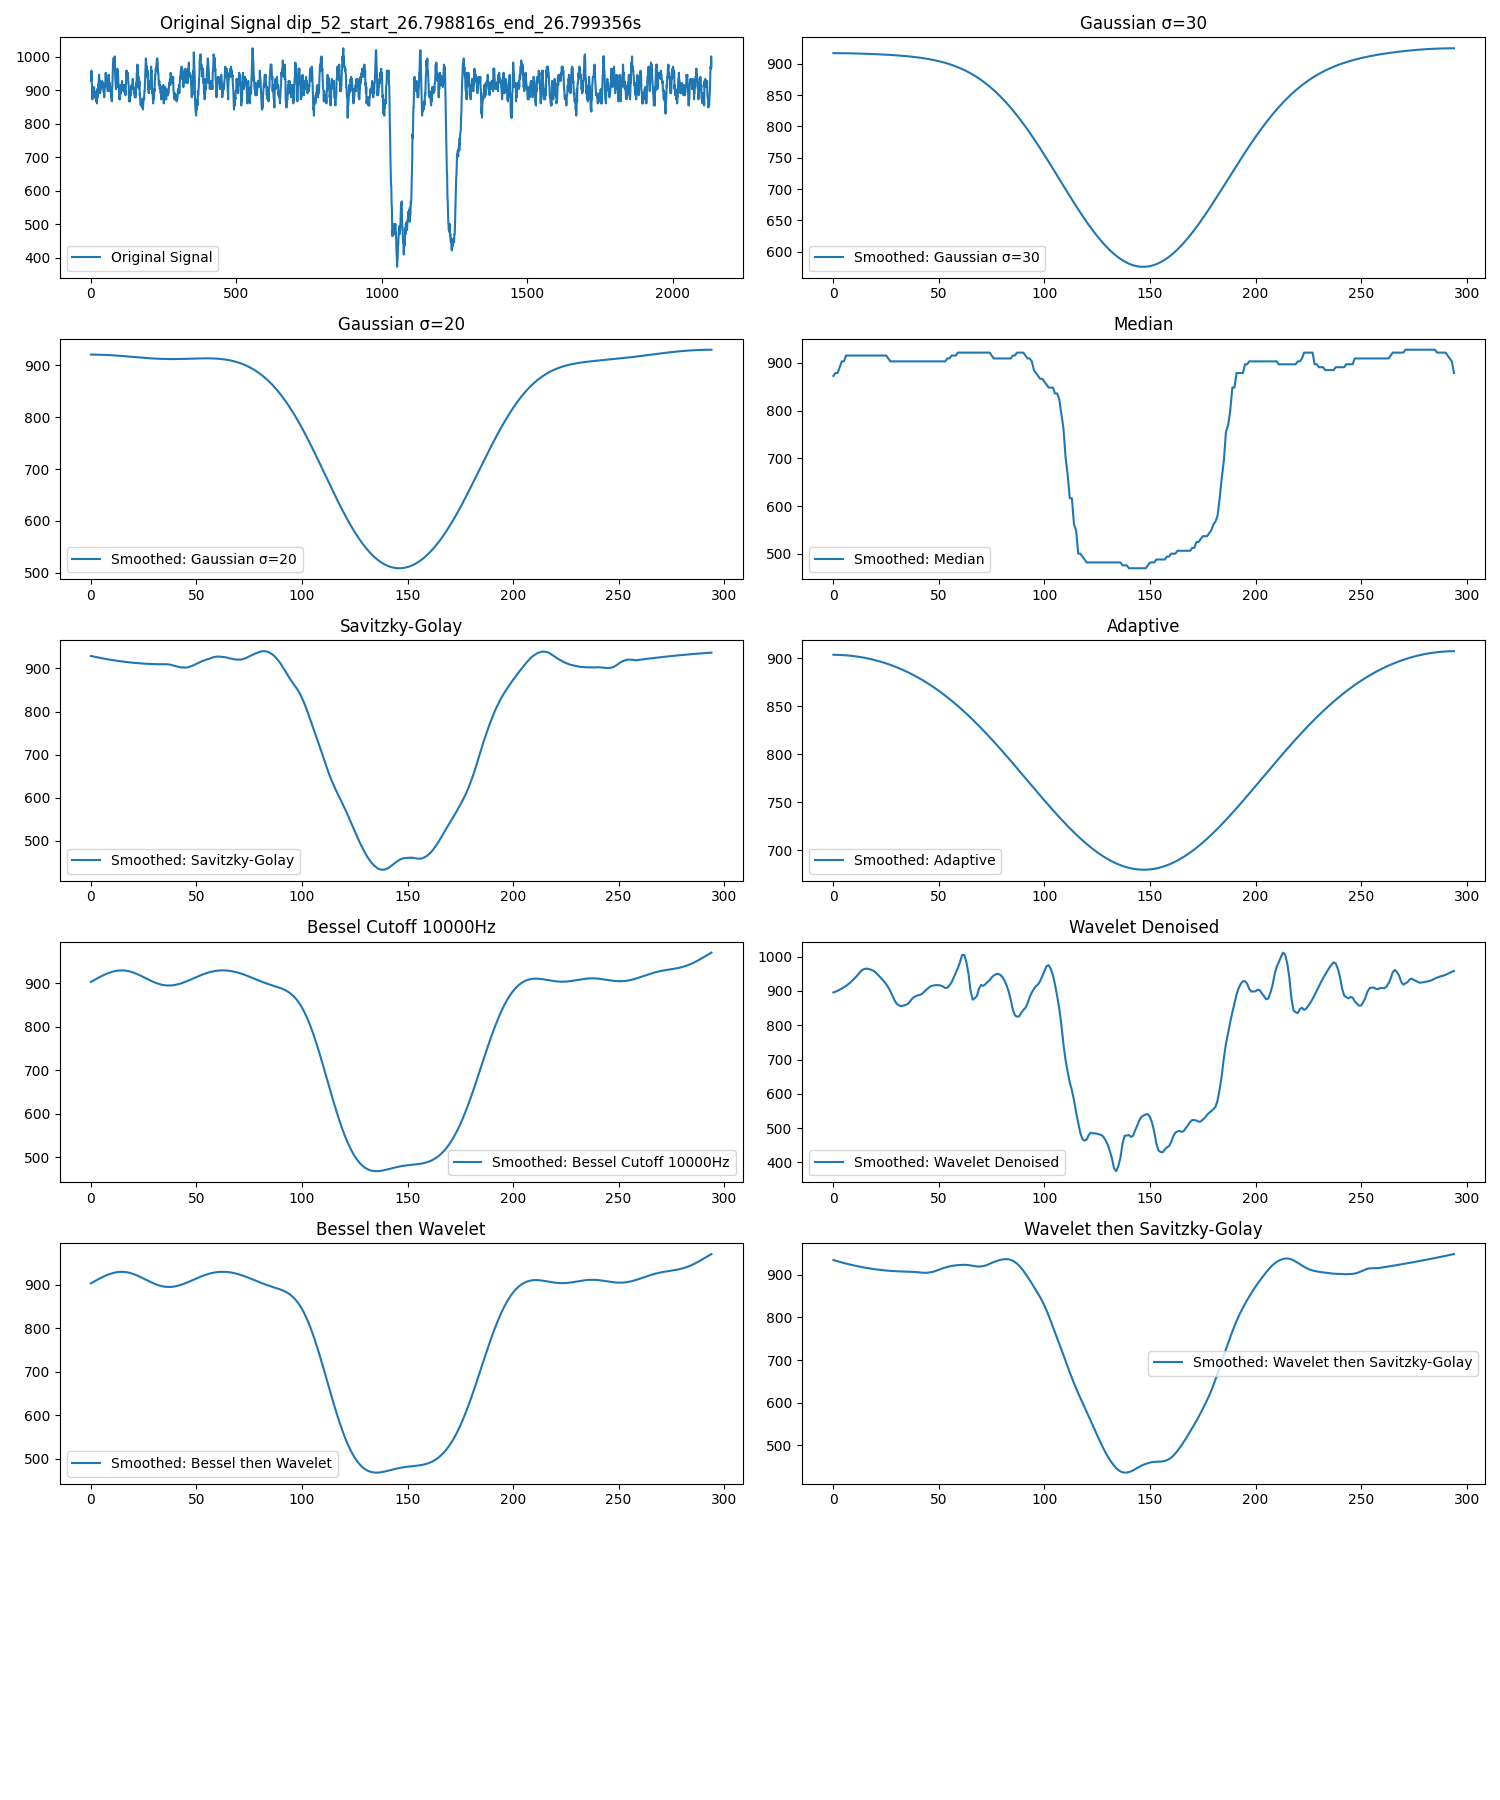 Original Signal dip_52_start_26.798816s_end_26.799356s
1000
900
800
700
600
500
400
Original Signal
0 500 1000 1500 2000
Gaussian σ=30
900
850
800
750
700
650
600
Smoothed: Gaussian σ=30
0 50 100 150 200 250 300
Gaussian σ=20
900
800
700
600
500
Smoothed: Gaussian σ=20
0 50 100 150 200 250 300
Median
900
800
700
600
500
Smoothed: Median
0 50 100 150 200 250 300
Savitzky-Golay
900
800
700
600
500
Smoothed: Savitzky-Golay
0 50 100 150 200 250 300
Adaptive
900
850
800
750
700
Smoothed: Adaptive
0 50 100 150 200 250 300
Bessel Cutoff 10000Hz
900
800
700
600
500
Smoothed: Bessel Cutoff 10000Hz
0 50 100 150 200 250 300
Wavelet Denoised
1000
900
800
700
600
500
400
Smoothed: Wavelet Denoised
0 50 100 150 200 250 300
Bessel then Wavelet
900
800
700
600
500
Smoothed: Bessel then Wavelet
0 50 100 150 200 250 300
Wavelet then Savitzky-Golay
900
800
700
600
500
Smoothed: Wavelet then Savitzky-Golay
0 50 100 150 200 250 300